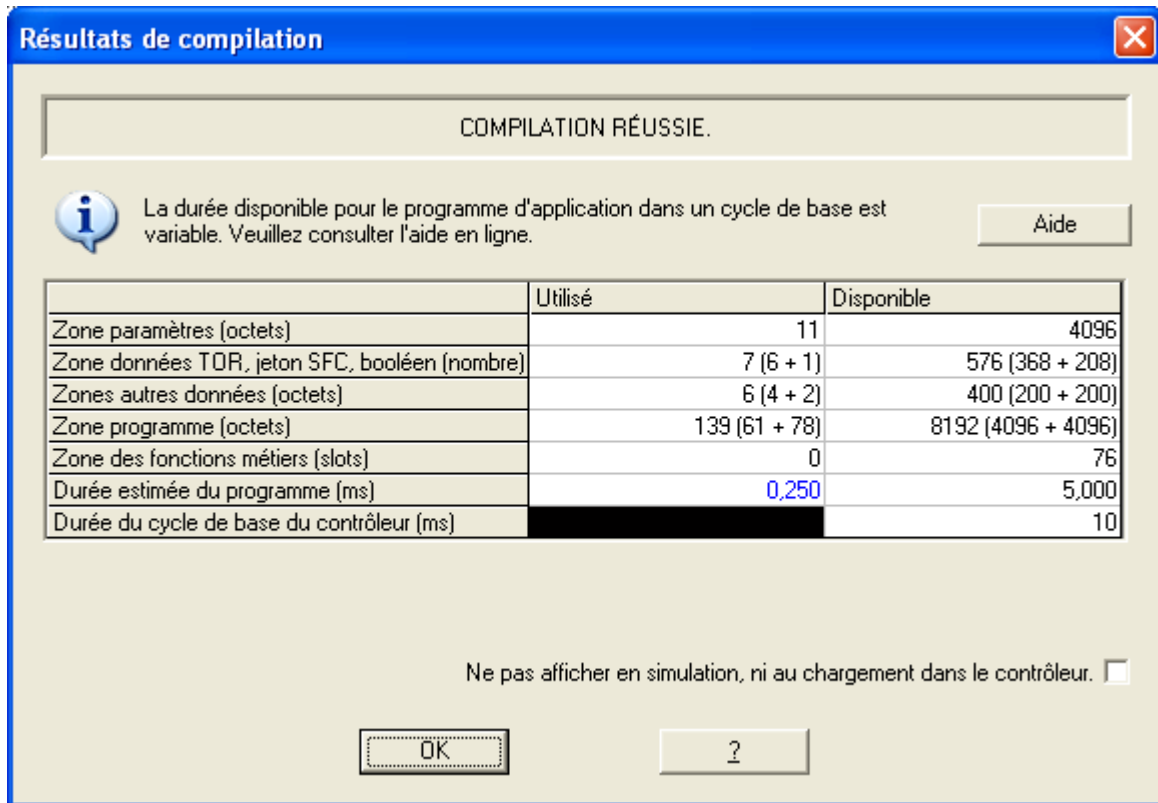 Résultats de compilation
COMPILATION RÉUSSIE.
La durée disponible pour le programme d'application dans un cycle de base est
variable. Veuillez consulter l'aide en ligne.
Aide
Utilisé Disponible
Zone paramètres (octets) 11 4096
Zone données TOR, jeton SFC, booléen (nombre) 7 (6 + 1) 576 (368 + 208)
Zones autres données (octets) 6 (4 + 2) 400 (200 + 200)
Zone programme (octets) 139 (61 + 78) 8192 (4096 + 4096)
Zone des fonctions métiers (slots) 0 76
Durée estimée du programme (ms) 0,250 5,000
Durée du cycle de base du contrôleur (ms) 10
Ne pas afficher en simulation, ni au chargement dans le contrôleur.
OK ?